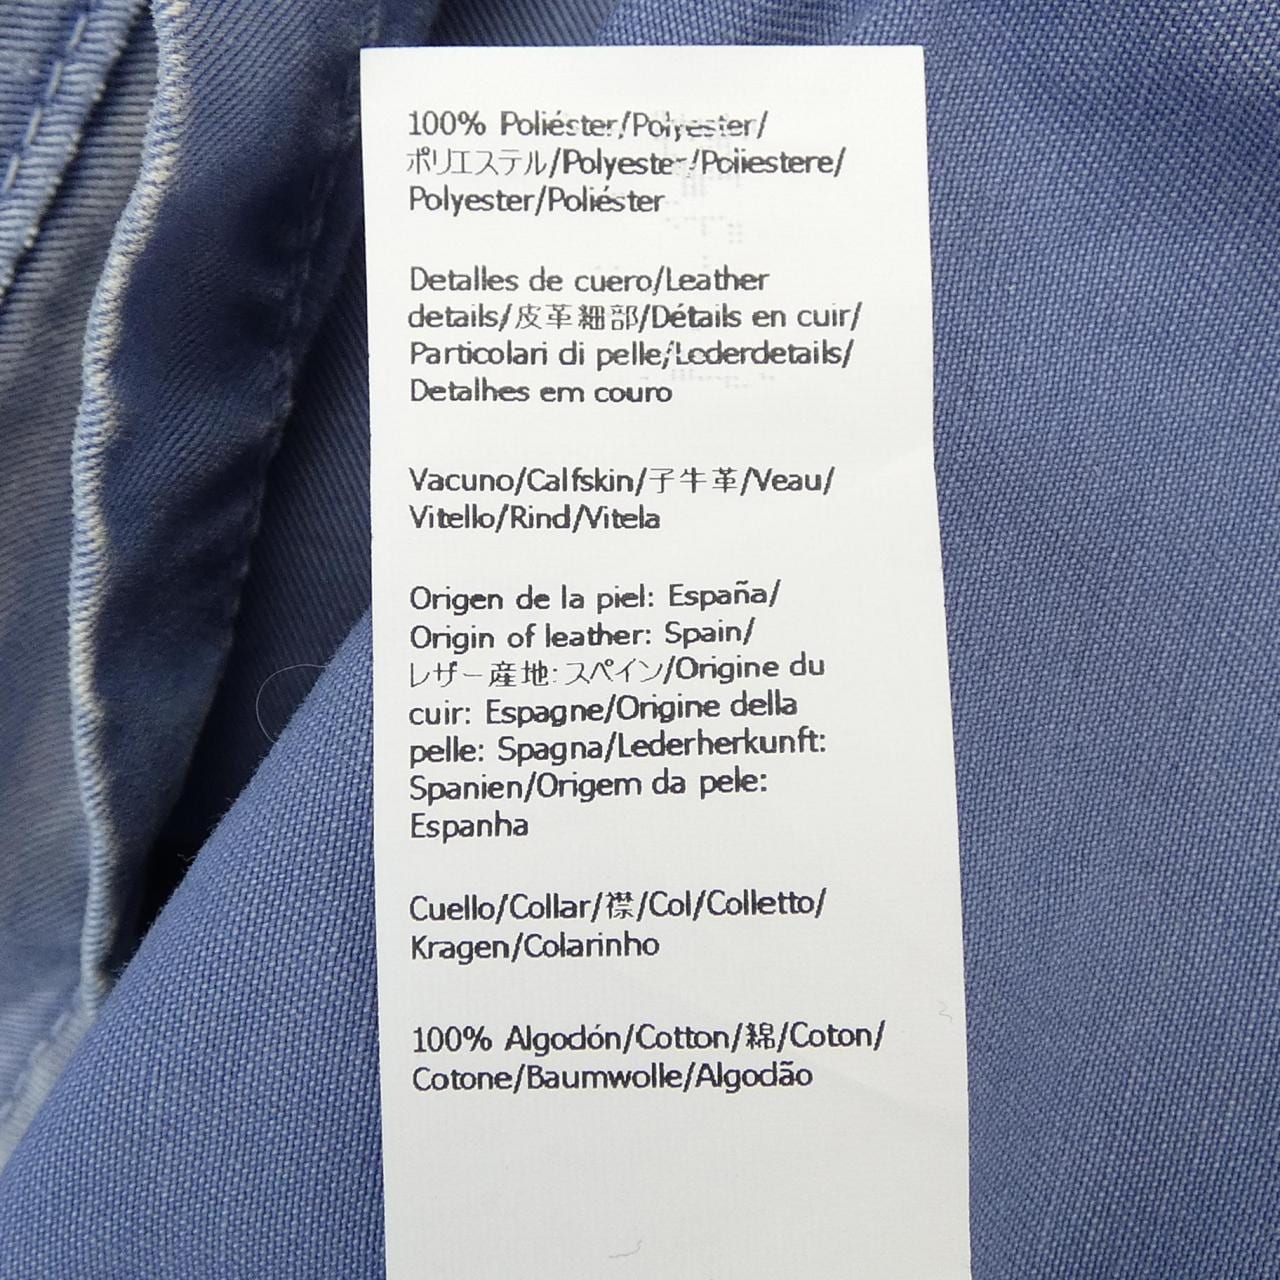 100% Poliéster/Polyester/
ポリエステル/Polyester/Poliestere/
Polyester/Poliéster
Detalles de cuero/Leather
details/皮革細部/Détails en cuir/
Particolari di pelle/Lederdetails/
Detalhes em couro
Vacuno/Calfskin/子牛革/Veau/
Vitello/Rind/Vitela
Origen de la piel: España/
Origin of leather: Spain/
レザー産地:スペイン/Origine du
cuir: Espagne/Origine della
pelle: Spagna/Lederherkunft:
Spanien/Origem da pele:
Espanha
Cuello/Collar/襟/Col/Colletto/
Kragen/Colarinho
100% Algodón/Cotton/綿/Coton/
Cotone/Baumwolle/Algodão